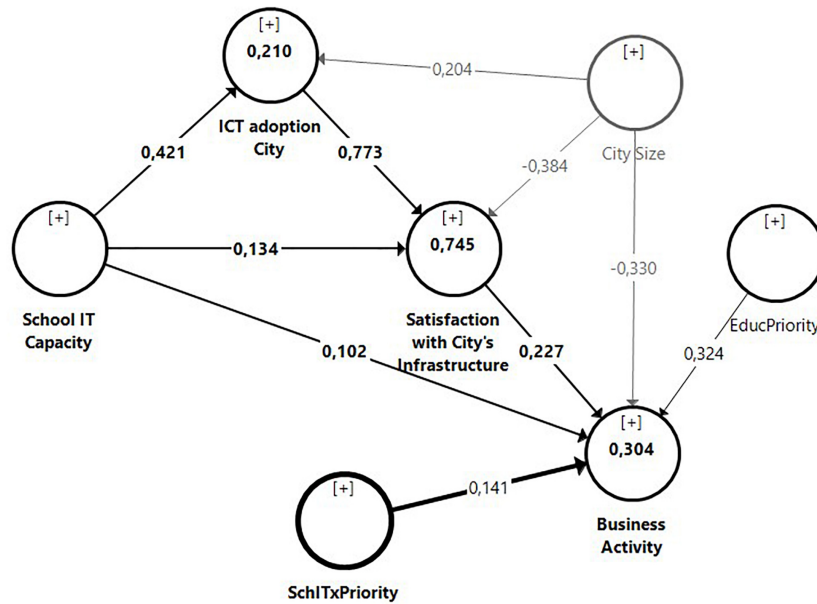 [+]
0,210
ICT adoption
City
[+]
City Size
0,204
0,421
0,773
-0,384
[+]
School IT
Capacity
0,134
[+]
0,745
Satisfaction
with City's
Infrastructure
[+]
EducPriority
-0,330
0,102
0,227
0,324
[+]
0,304
Business
Activity
[+]
SchITxPriority
0,141